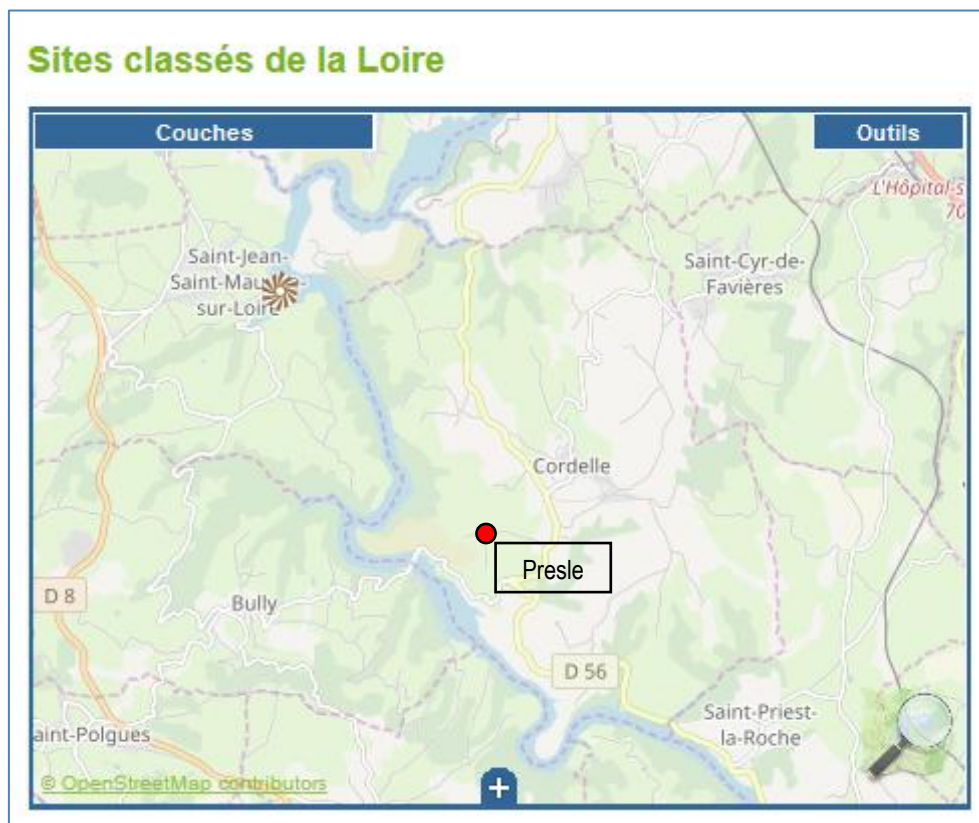 Sites classés de la Loire
Couches
Outils
L'Hôpital-s
70
Saint-Jean-
Saint-Mau
sur-Loire
Saint-Cyr-de-
Favières
Cordelle
Presle
D 8
Bully
D 56
Saint-Priest-
la-Roche
aint-Polgues
© OpenStreetMap contributors
+